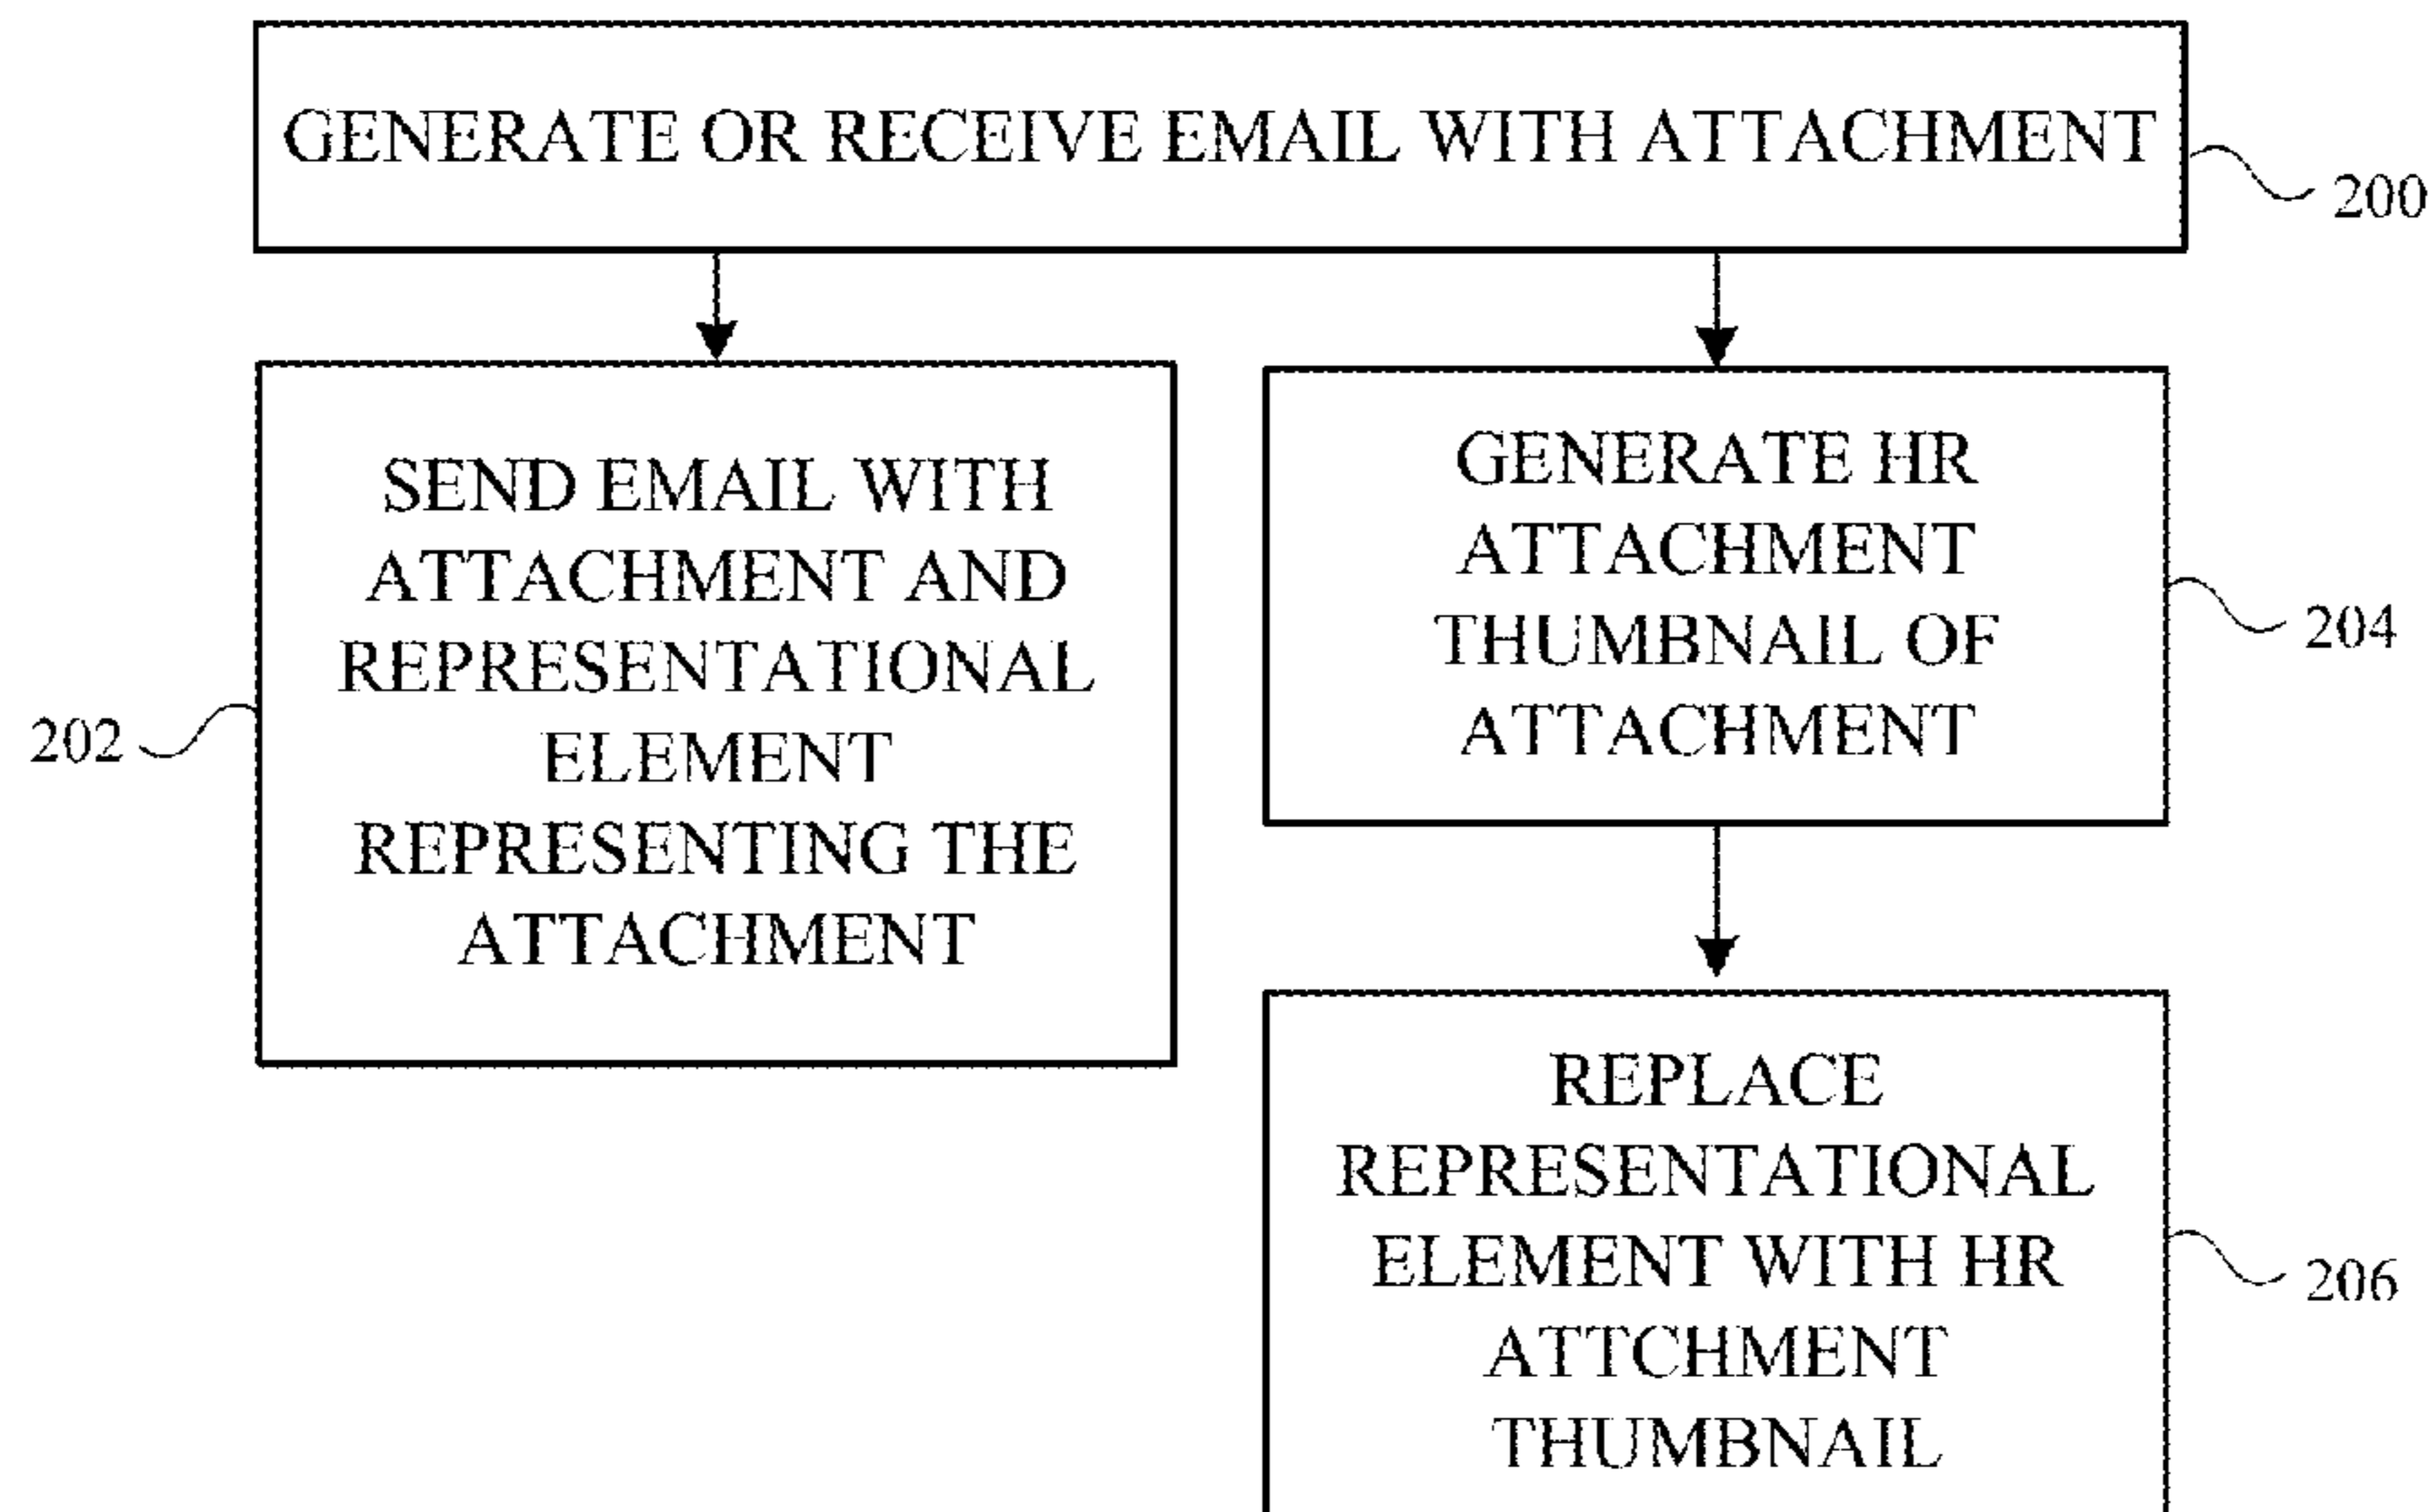 GENERATE OR RECEIVE EMAIL WITH ATTACHMENT
200
SEND EMAIL WITH
ATTACHMENT AND
REPRESENTATIONAL
ELEMENT
REPRESENTING THE
ATTACHMENT
202
GENERATE HR
ATTACHMENT
THUMBNAIL OF
ATTACHMENT
204
REPLACE
REPRESENTATIONAL
ELEMENT WITH HR
ATTCHMENT
THUMBNAIL
206